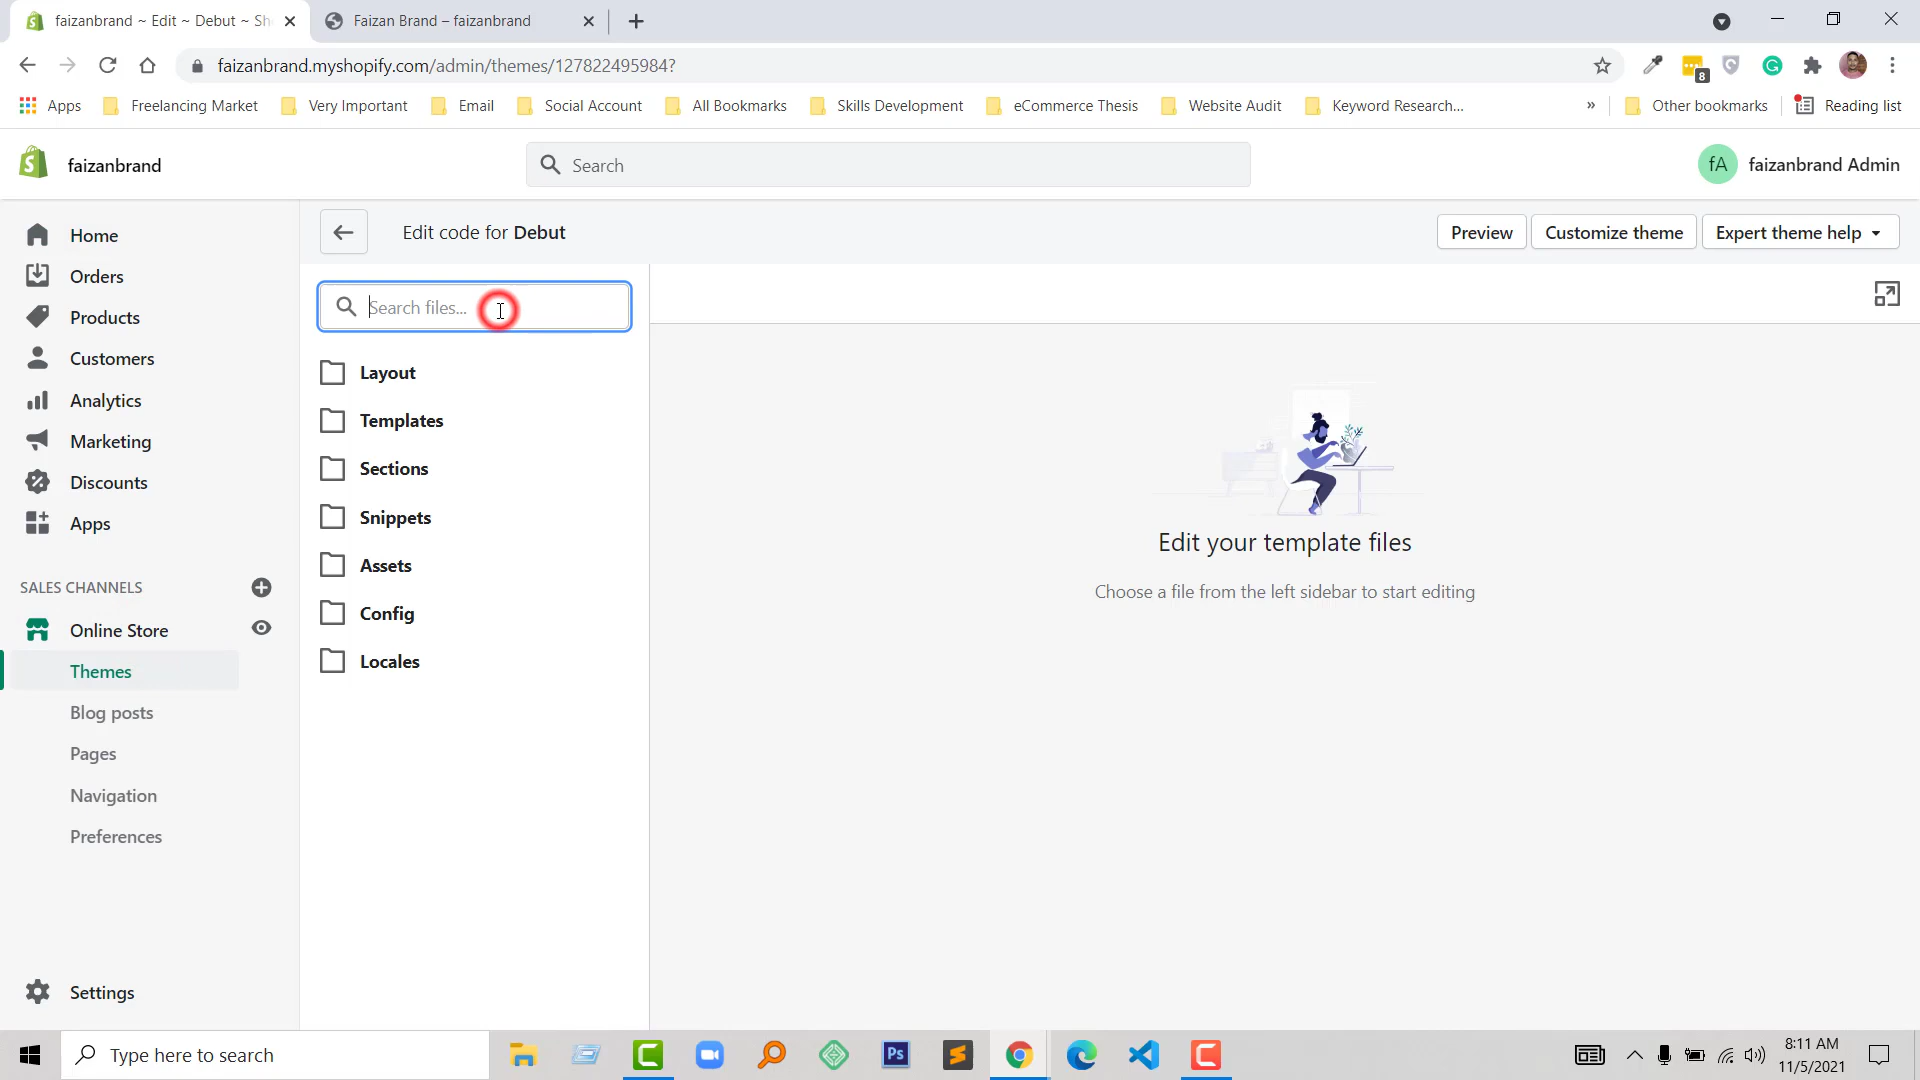 faizanbrand ~ Edit ~ Debut ~ Sh
Faizan Brand – faizanbrand
faizanbrand.myshopify.com/admin/themes/127822495984?
8
Apps
Freelancing Market
Very Important
Email
Social Account
All Bookmarks
Skills Development
eCommerce Thesis
Website Audit
Keyword Research...
»
Other bookmarks
Reading list
faizanbrand
Search
fA
faizanbrand Admin
Home
Orders
Products
Customers
Analytics
Marketing
Discounts
Apps
SALES CHANNELS
Online Store
Themes
Blog posts
Pages
Navigation
Preferences
Settings
Edit code for Debut
Preview
Customize theme
Expert theme help
Search files...
Layout
Templates
Sections
Snippets
Assets
Config
Locales
Edit your template files
Choose a file from the left sidebar to start editing
Type here to search
Ps
8:11 AM
11/5/2021